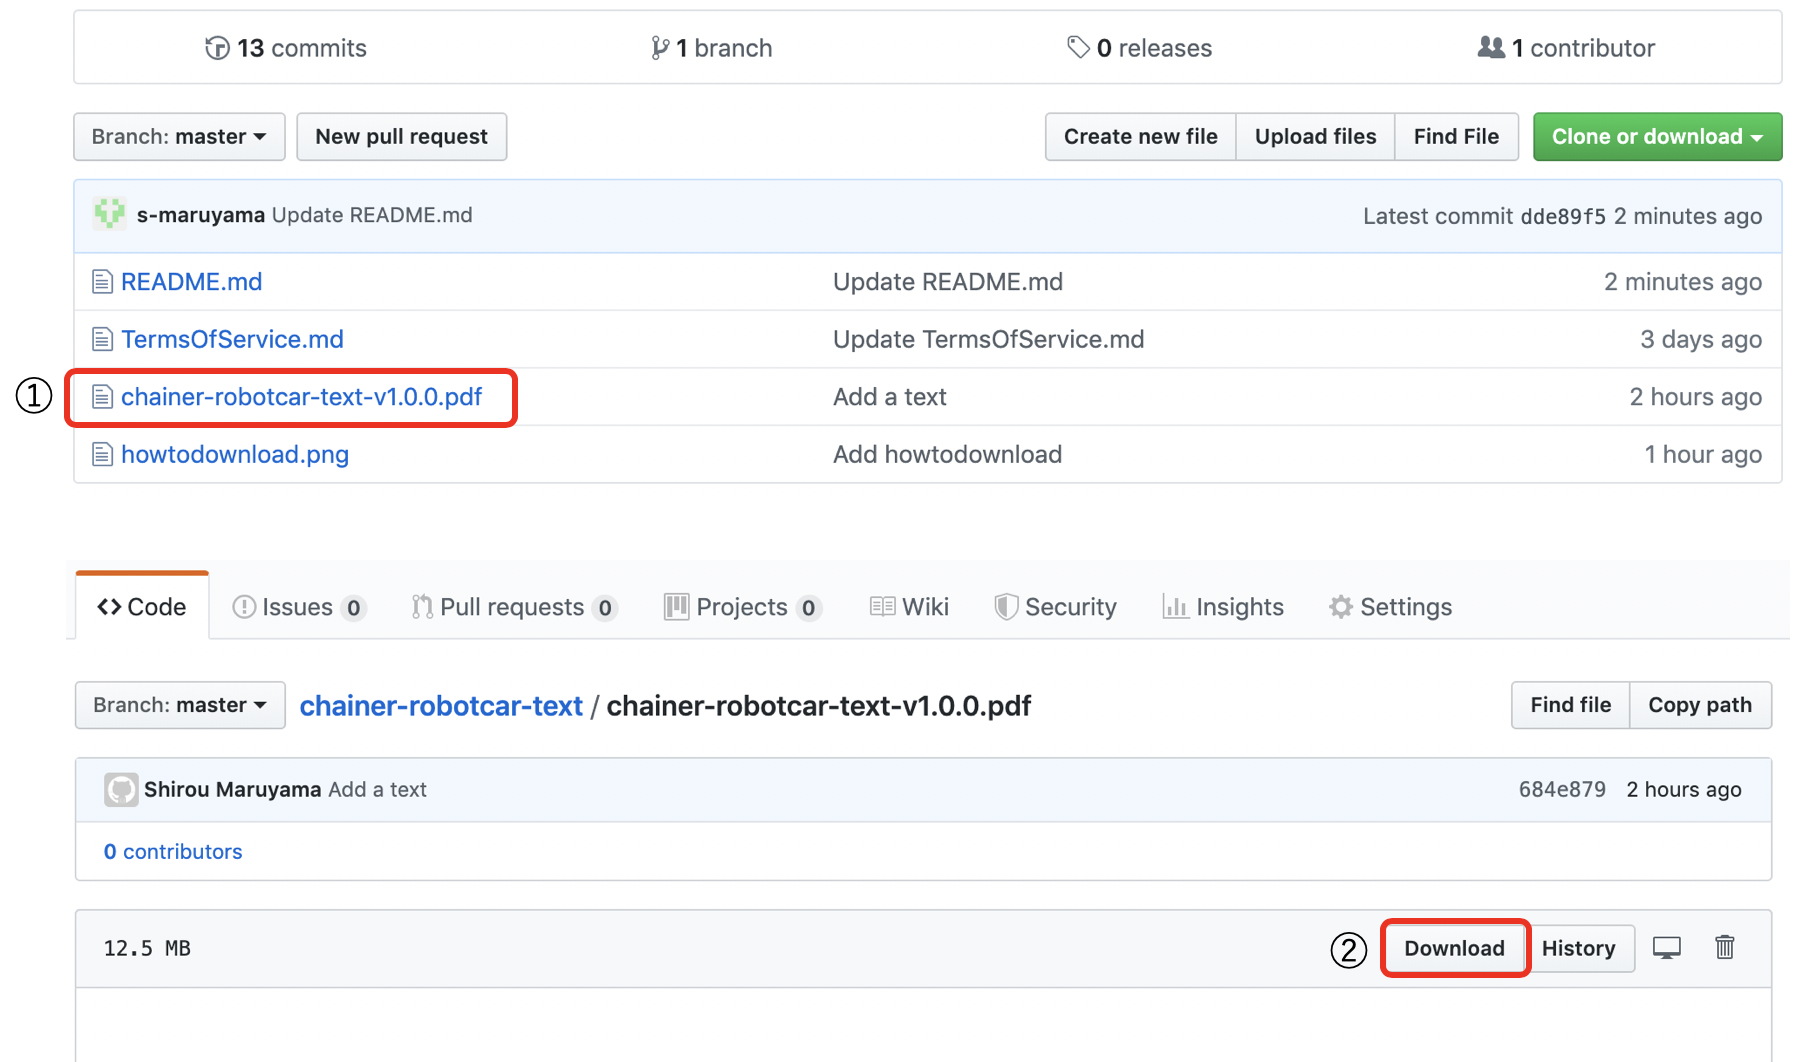 13 commits 1 branch 0 releases 1 contributor
Branch: master New pull request Create new file Upload files Find File Clone or download
s-maruyama Update README.md Latest commit dde89f5 2 minutes ago
README.md Update README.md 2 minutes ago
TermsOfService.md Update TermsOfService.md 3 days ago
① chainer-robotcar-text-v1.0.0.pdf Add a text 2 hours ago
howtodownload.png Add howtodownload 1 hour ago
Code Issues 0 Pull requests 0 Projects 0 Wiki Security Insights Settings
Branch: master chainer-robotcar-text / chainer-robotcar-text-v1.0.0.pdf Find file Copy path
Shirou Maruyama Add a text 684e879 2 hours ago
0 contributors
12.5 MB ② Download History